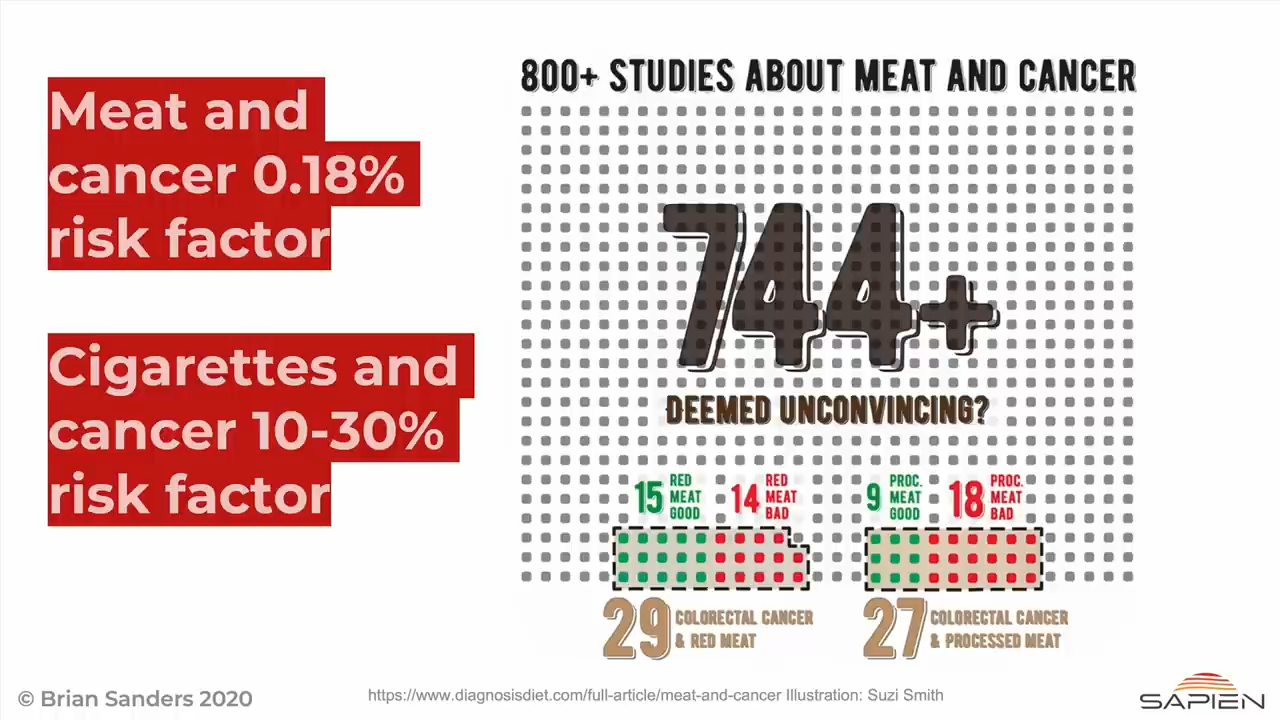 Meat and
cancer 0.18%
risk factor
Cigarettes and
cancer 10-30%
risk factor
800+ STUDIES ABOUT MEAT AND CANCER
744+
DEEMED UNCONVINCING?
15 RED MEAT GOOD
14 RED MEAT BAD
9 PROC. MEAT GOOD
18 PROC. MEAT BAD
29 COLORECTAL CANCER & RED MEAT
27 COLORECTAL CANCER & PROCESSED MEAT
© Brian Sanders 2020
https://www.diagnosisdiet.com/full-article/meat-and-cancer Illustration: Suzi Smith
SAPIEN